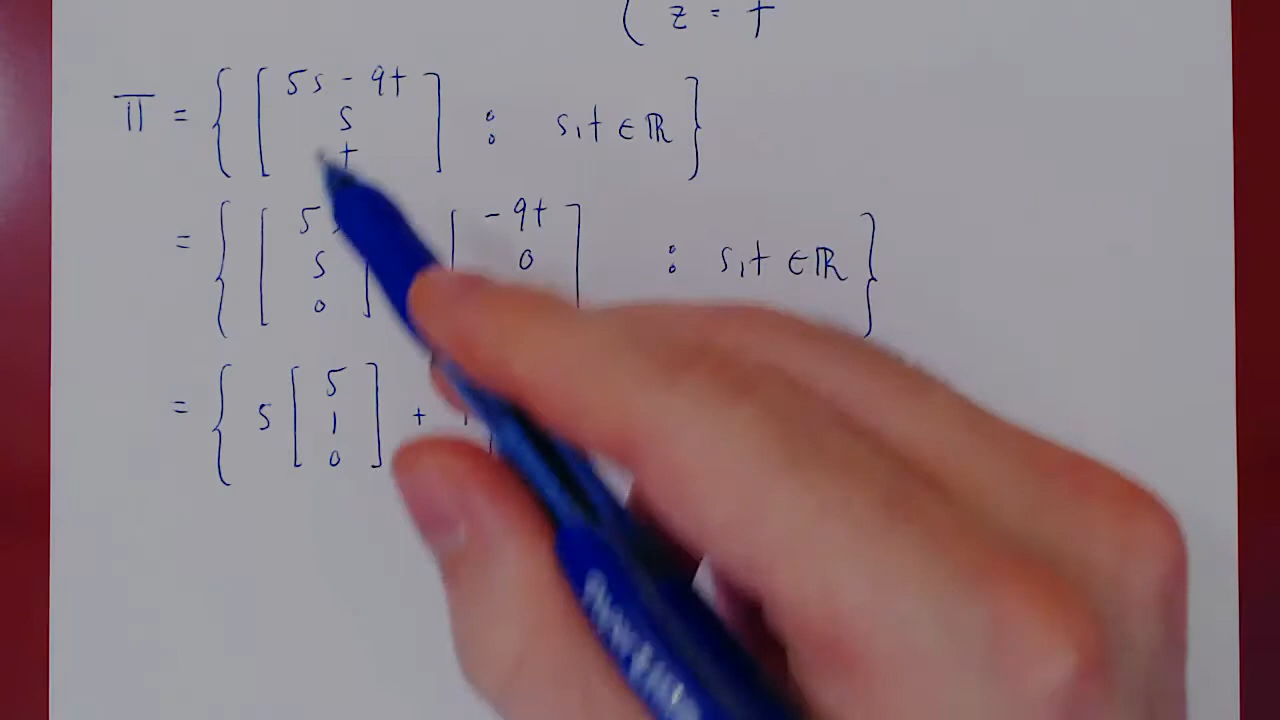 ( z = t
Π = { [ 5s - 9t
s
t ] : s,t ∈ ℝ }
= { [ 5
s
0 ] [ - 9t
0 ] : s,t ∈ ℝ }
= { s [ 5
1
0 ] +